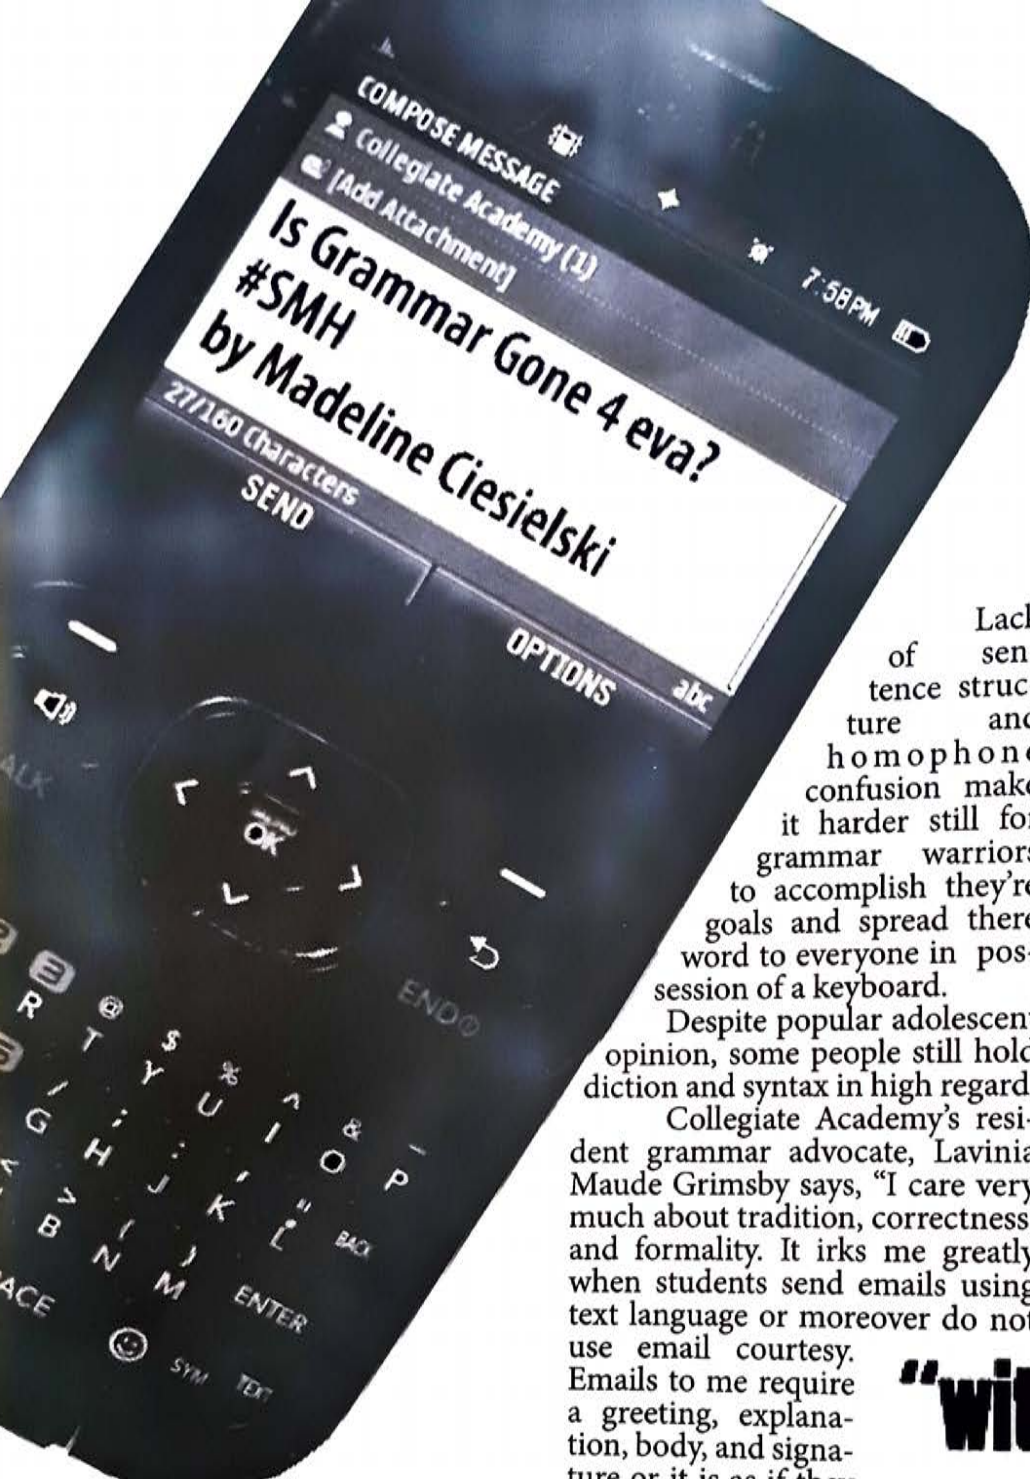 COMPOSE MESSAGE
7:58PM
Collegiate Academy (1)
[Add Attachment]
Is Grammar Gone 4 eva?
#SMH
by Madeline Ciesielski
27/160 Characters
abc
SEND
OPTIONS
OK
END
R T Y U I O P
@ $ % ^ & _
G H J K L BACK
/ ; : , "
B N M ENTER
< > ( )
SYM TEXT
of sen
tence struc
ture and
homophone
confusion make
it harder still for
grammar warriors
to accomplish they're
goals and spread there
word to everyone in pos-
session of a keyboard.
Despite popular adolescent
opinion, some people still hold
diction and syntax in high regard
Collegiate Academy's resi-
dent grammar advocate, Lavinia
Maude Grimsby says, “I care very
much about tradition, correctness
and formality. It irks me greatly
when students send emails using
text language or moreover do not
use email courtesy.
Emails to me require
a greeting, explana-
tion, body, and signa-